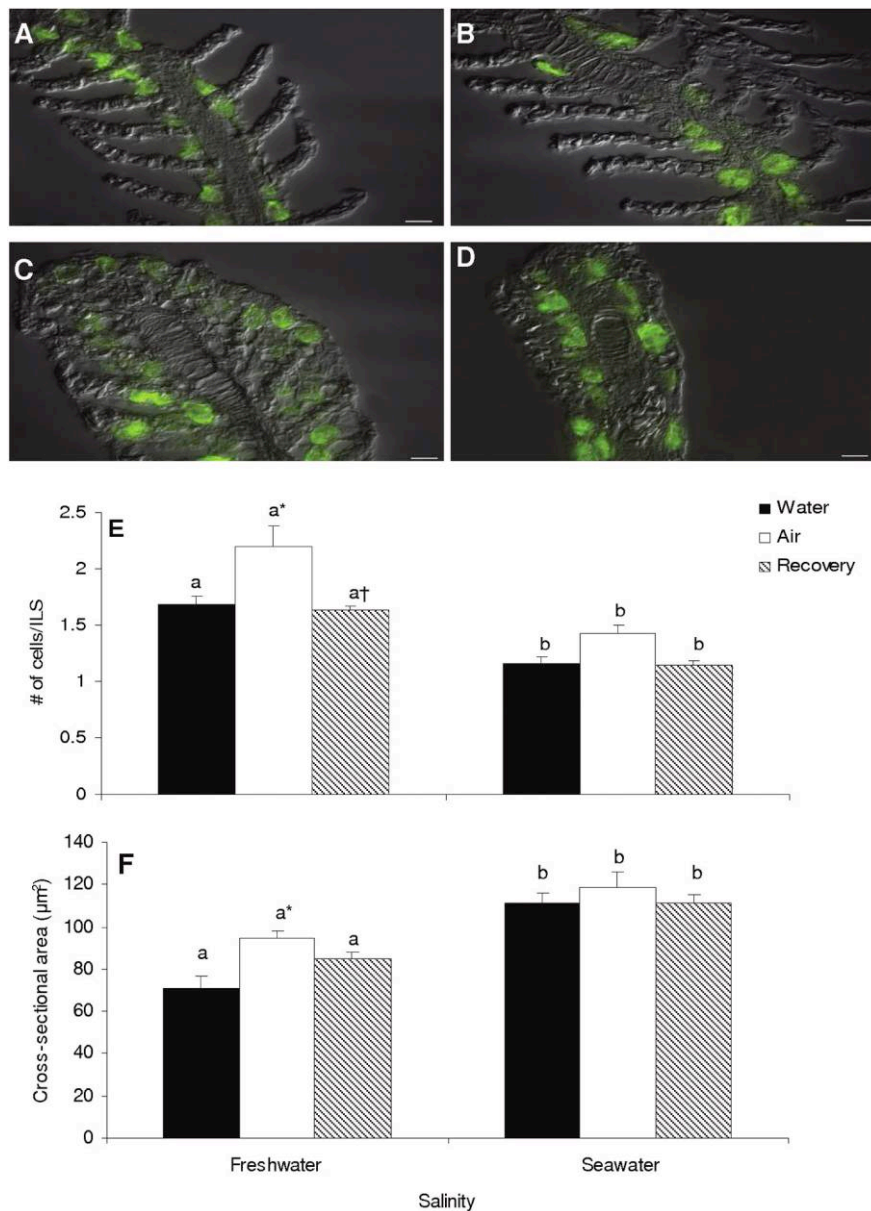 A
B
C
D
E
2.5
2
1.5
1
0.5
0
# of cells/ILS
a
a*
a†
b
b
b
Water
Air
Recovery
F
140
120
100
80
60
40
20
0
Cross-sectional area (µm²)
a
a*
a
b
b
b
Freshwater
Seawater
Salinity